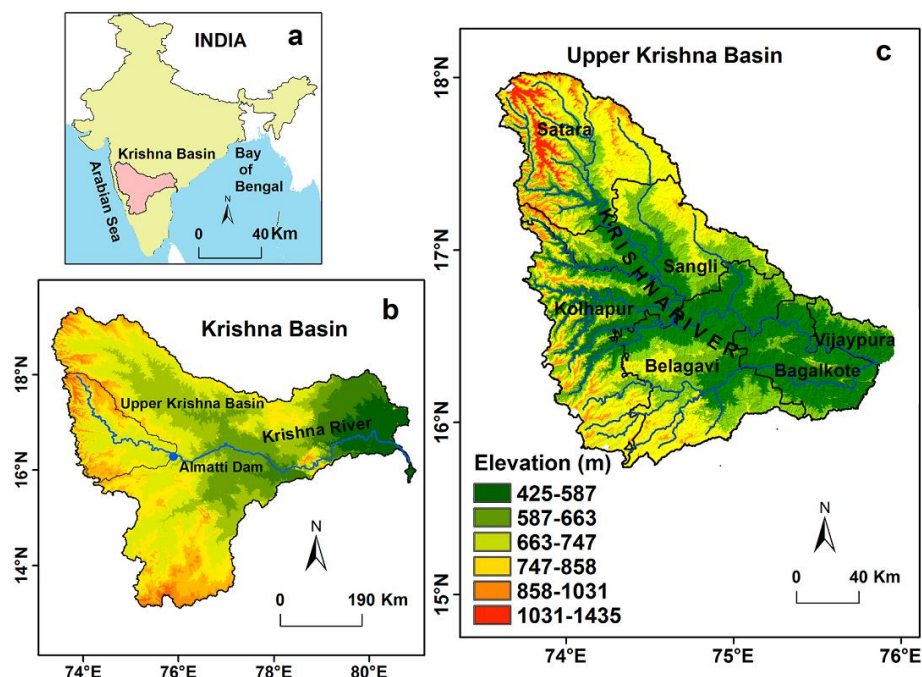 INDIA
a
Krishna Basin
Bay
of
Bengal
Arabian Sea
N
0 40 Km
b
Krishna Basin
18°N
16°N
14°N
Upper Krishna Basin
Krishna River
Almatti Dam
N
0 190 Km
74°E 76°E 78°E 80°E
c
Upper Krishna Basin
18°N
17°N
16°N
15°N
Satara
KRISHNA RIVER
Sangli
Kolhapur
Vijaypura
Belagavi
Bagalkote
Elevation (m)
425-587
587-663
663-747
747-858
858-1031
1031-1435
N
0 40 Km
74°E 75°E 76°E